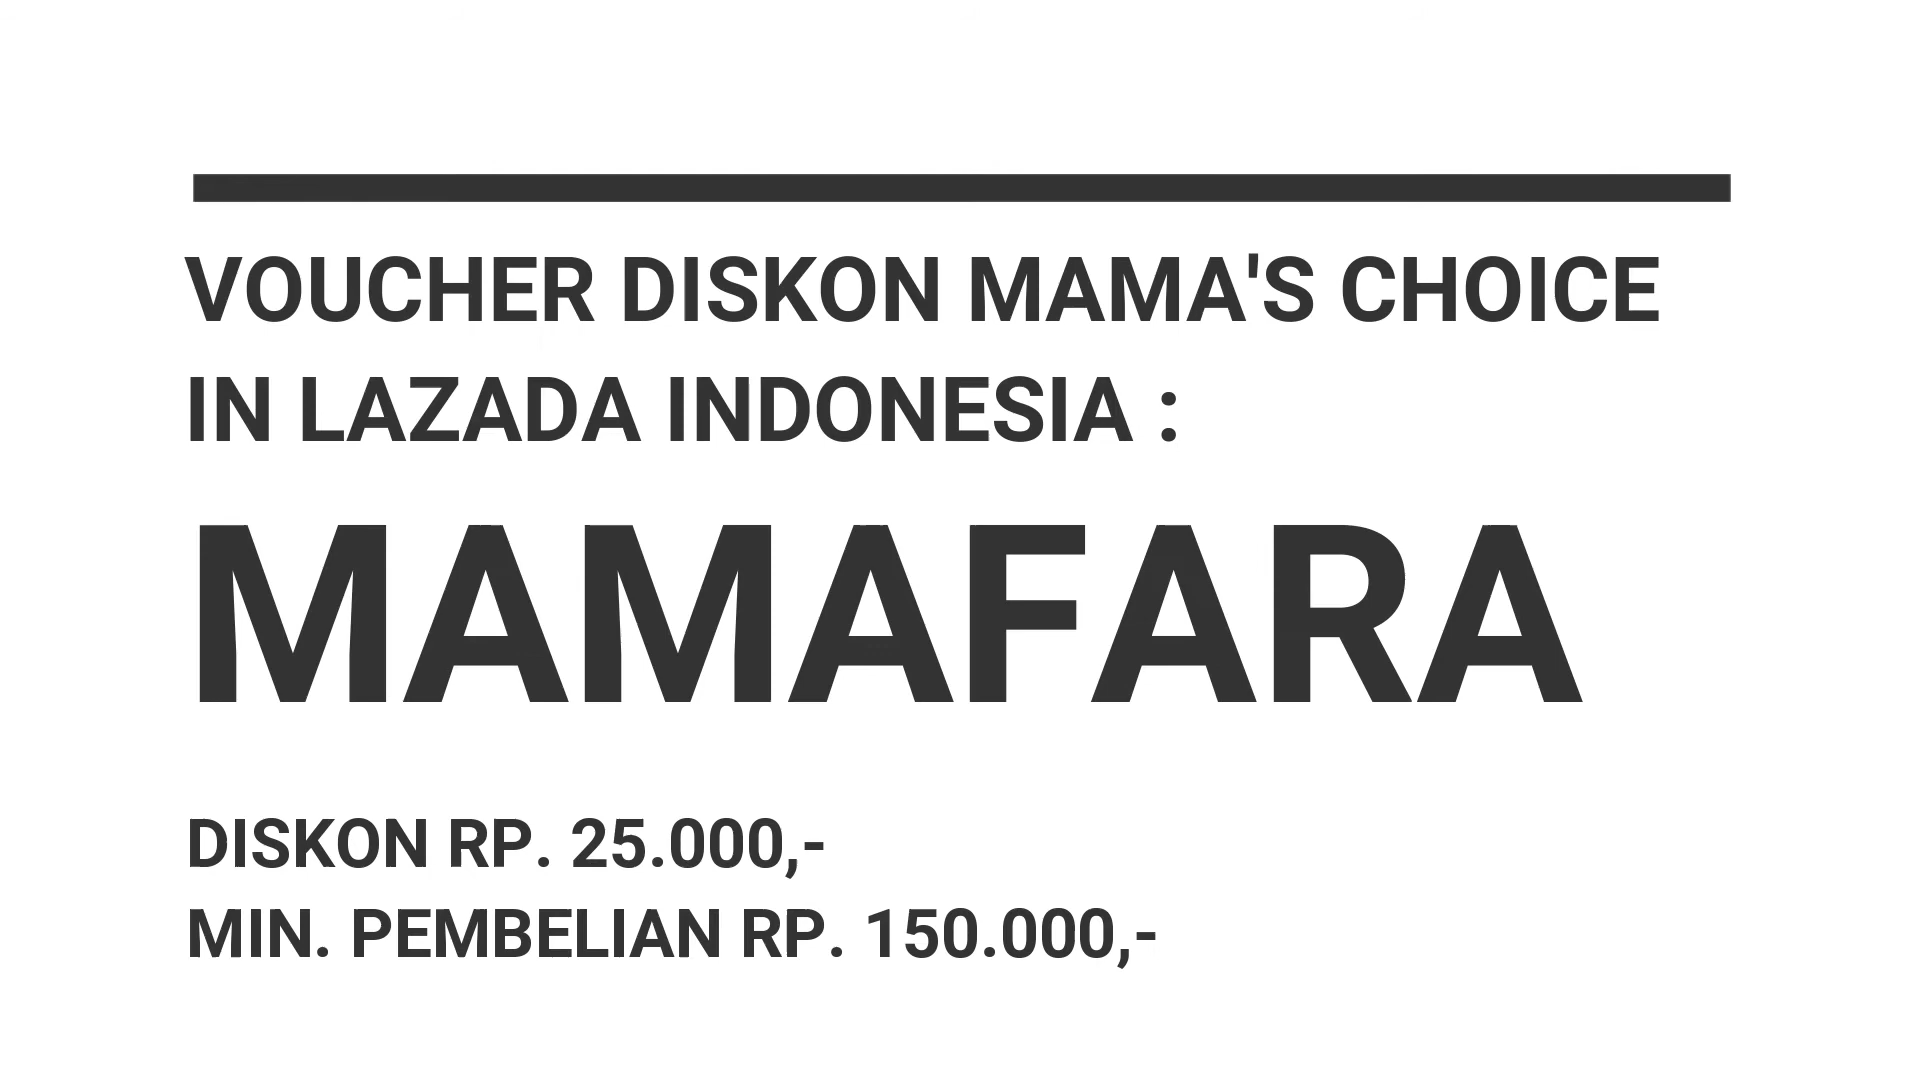 VOUCHER DISKON MAMA'S CHOICE
IN LAZADA INDONESIA :
MAMAFARA
DISKON RP. 25.000,-
MIN. PEMBELIAN RP. 150.000,-